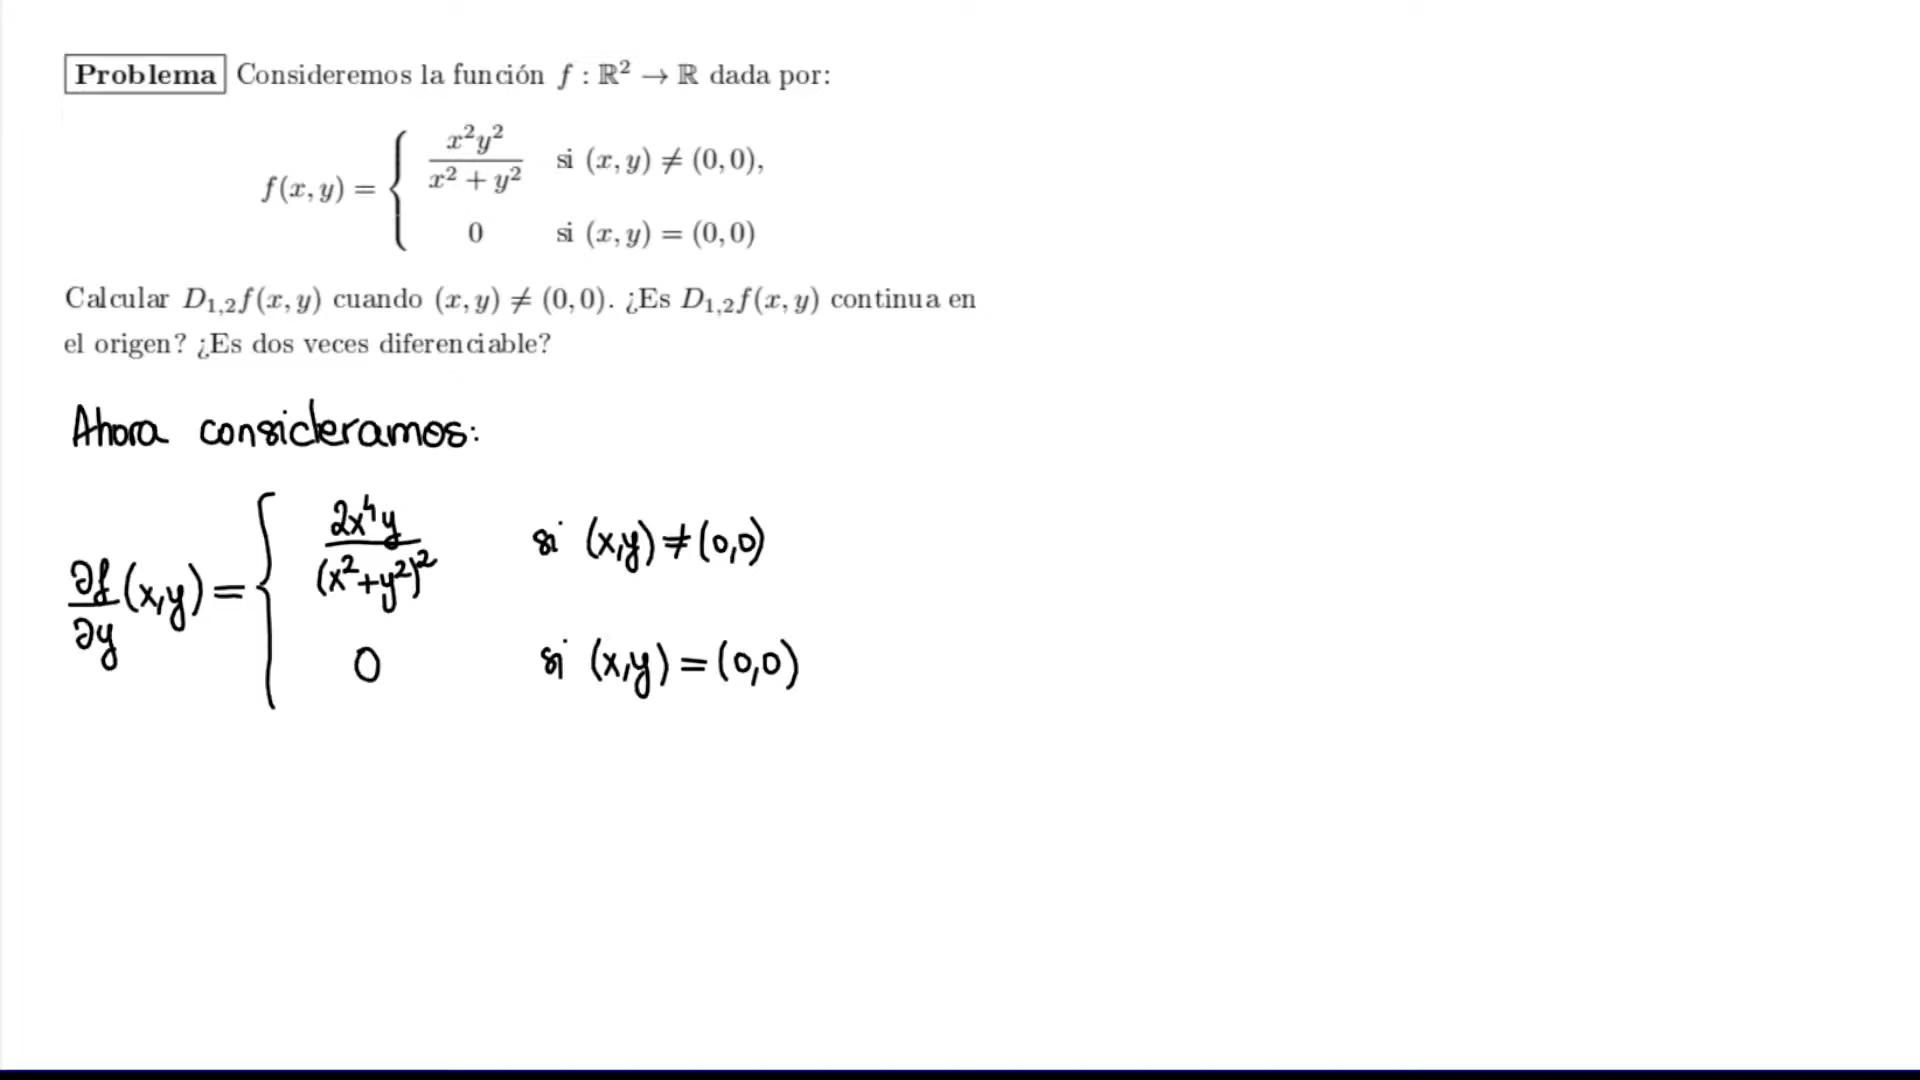 Problema Consideremos la función f : ℝ² → ℝ dada por:
f(x, y) = { x²y² / (x² + y²) si (x, y) ≠ (0, 0),
0 si (x, y) = (0, 0)
Calcular D₁,₂f(x, y) cuando (x, y) ≠ (0, 0). ¿Es D₁,₂f(x, y) continua en
el origen? ¿Es dos veces diferenciable?
Ahora consideramos:
∂f/∂y (x,y) = { 2x⁴y / (x²+y²)² si (x,y) ≠ (0,0)
0 si (x,y) = (0,0)